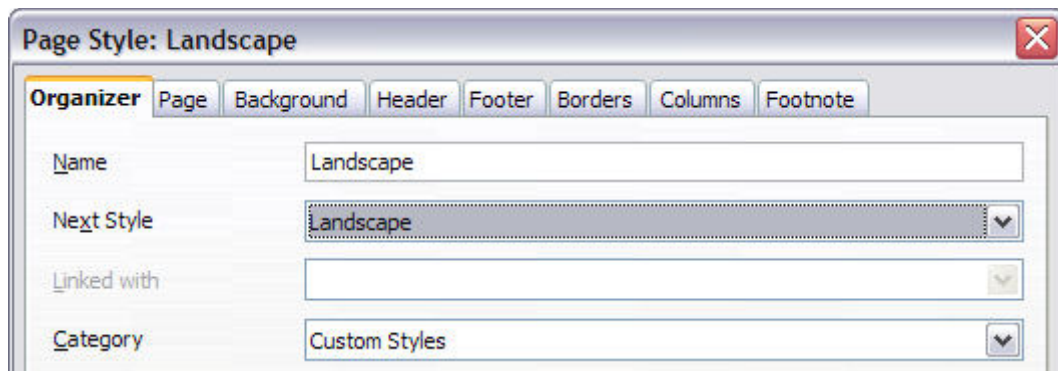 Page Style: Landscape
Organizer Page Background Header Footer Borders Columns Footnote
Name Landscape
Next Style Landscape
Linked with
Category Custom Styles